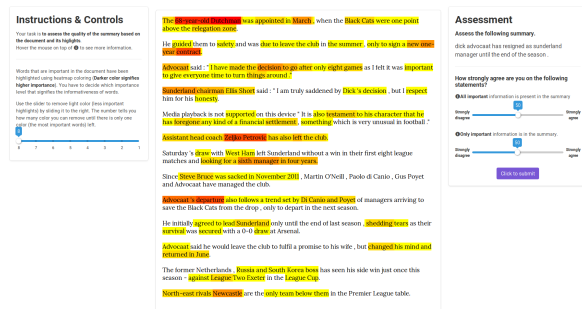 Instructions & Controls
Your task is to assess the quality of the summary based on
the document and its highlights.
Hover the mouse on top of to see more information.
Words that are important in the document have been
highlighted using heatmap coloring (Darker color signifies
higher importance). You have to decide which importance
level that signifies the informativeness of words.
Use the slider to remove light color (less important
highlights) by sliding it to the right. The number tells you
how many color you can remove until there is only one
color (the most important words) left.
8
8 7 6 5 4 3 2 1
The 68-year-old Dutchman was appointed in March , when the Black Cats were one point
above the relegation zone.
He guided them to safety and was due to leave the club in the summer , only to sign a new one-
year contract.
Advocaat said : " I have made the decision to go after only eight games as I felt it was important
to give everyone time to turn things around ."
Sunderland chairman Ellis Short said : " I am truly saddened by Dick 's decision , but I respect
him for his honesty.
Media playback is not supported on this device " It is also testament to his character that he
has foregone any kind of a financial settlement , something which is very unusual in football ."
Assistant head coach Zeljko Petrovic has also left the club.
Saturday 's draw with West Ham left Sunderland without a win in their first eight league
matches and looking for a sixth manager in four years.
Since Steve Bruce was sacked in November 2011 , Martin O'Neill , Paolo di Canio , Gus Poyet
and Advocaat have managed the club.
Advocaat 's departure also follows a trend set by Di Canio and Poyet of managers arriving to
save the Black Cats from the drop , only to depart in the next season.
He initially agreed to lead Sunderland only until the end of last season , shedding tears as their
survival was secured with a 0-0 draw at Arsenal.
Advocaat said he would leave the club to fulfil a promise to his wife , but changed his mind and
returned in June.
The former Netherlands , Russia and South Korea boss has seen his side win just once this
season - against League Two Exeter in the League Cup.
North-east rivals Newcastle are the only team below them in the Premier League table.
Assessment
Assess the following summary.
dick advocaat has resigned as sunderland
manager until the end of the season .
How strongly agree are you on the following
statements?
All important information is present in the summary.
50
Strongly disagree
Strongly agree
Only important information is in the summary.
50
Strongly disagree
Strongly agree
Click to submit